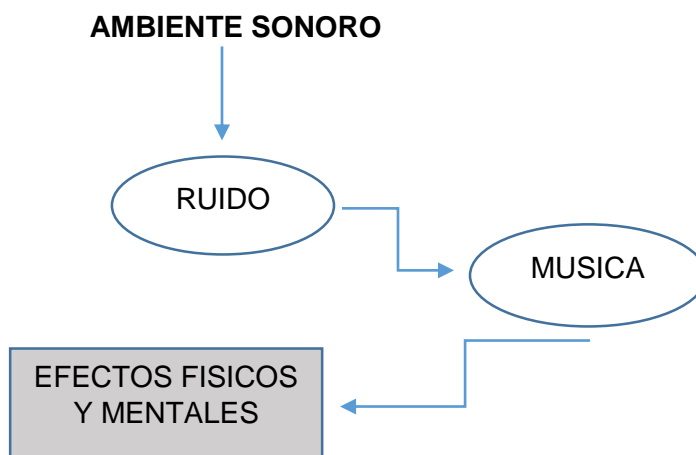 AMBIENTE SONORO
RUIDO
MUSICA
EFECTOS FISICOS
Y MENTALES